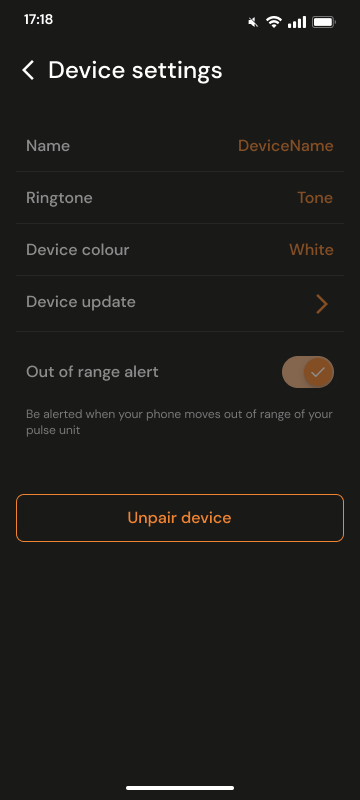 17:18
Device settings
Name DeviceName
Ringtone Tone
Device colour White
Device update
Out of range alert
Be alerted when your phone moves out of range of your
pulse unit
Unpair device